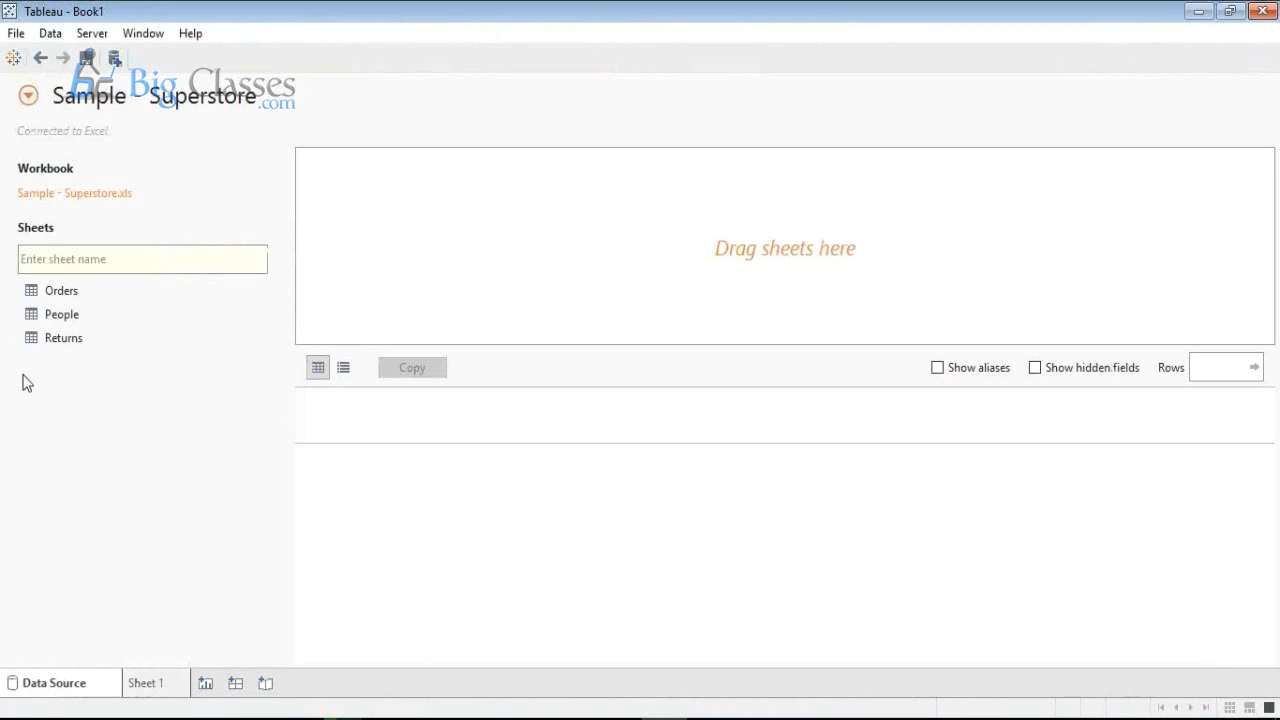 Tableau - Book1
File Data Server Window Help
Big Classes
.com
Sample - Superstore
Connected to Excel
Workbook
Sample - Superstore.xls
Sheets
Enter sheet name
Orders
People
Returns
Drag sheets here
Copy
Show aliases
Show hidden fields
Rows
Data Source
Sheet 1